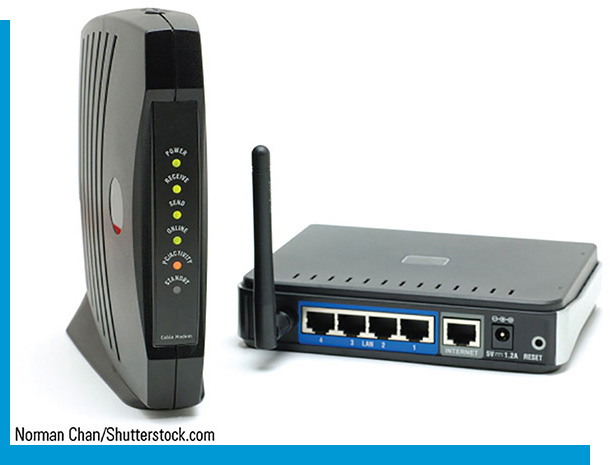 POWER
RECEIVE
SEND
ONLINE
PC/ACTIVITY
STANDBY
Cable Modem
4 3 LAN 2 1
INTERNET
5V⎓1.2A
RESET
Norman Chan/Shutterstock.com